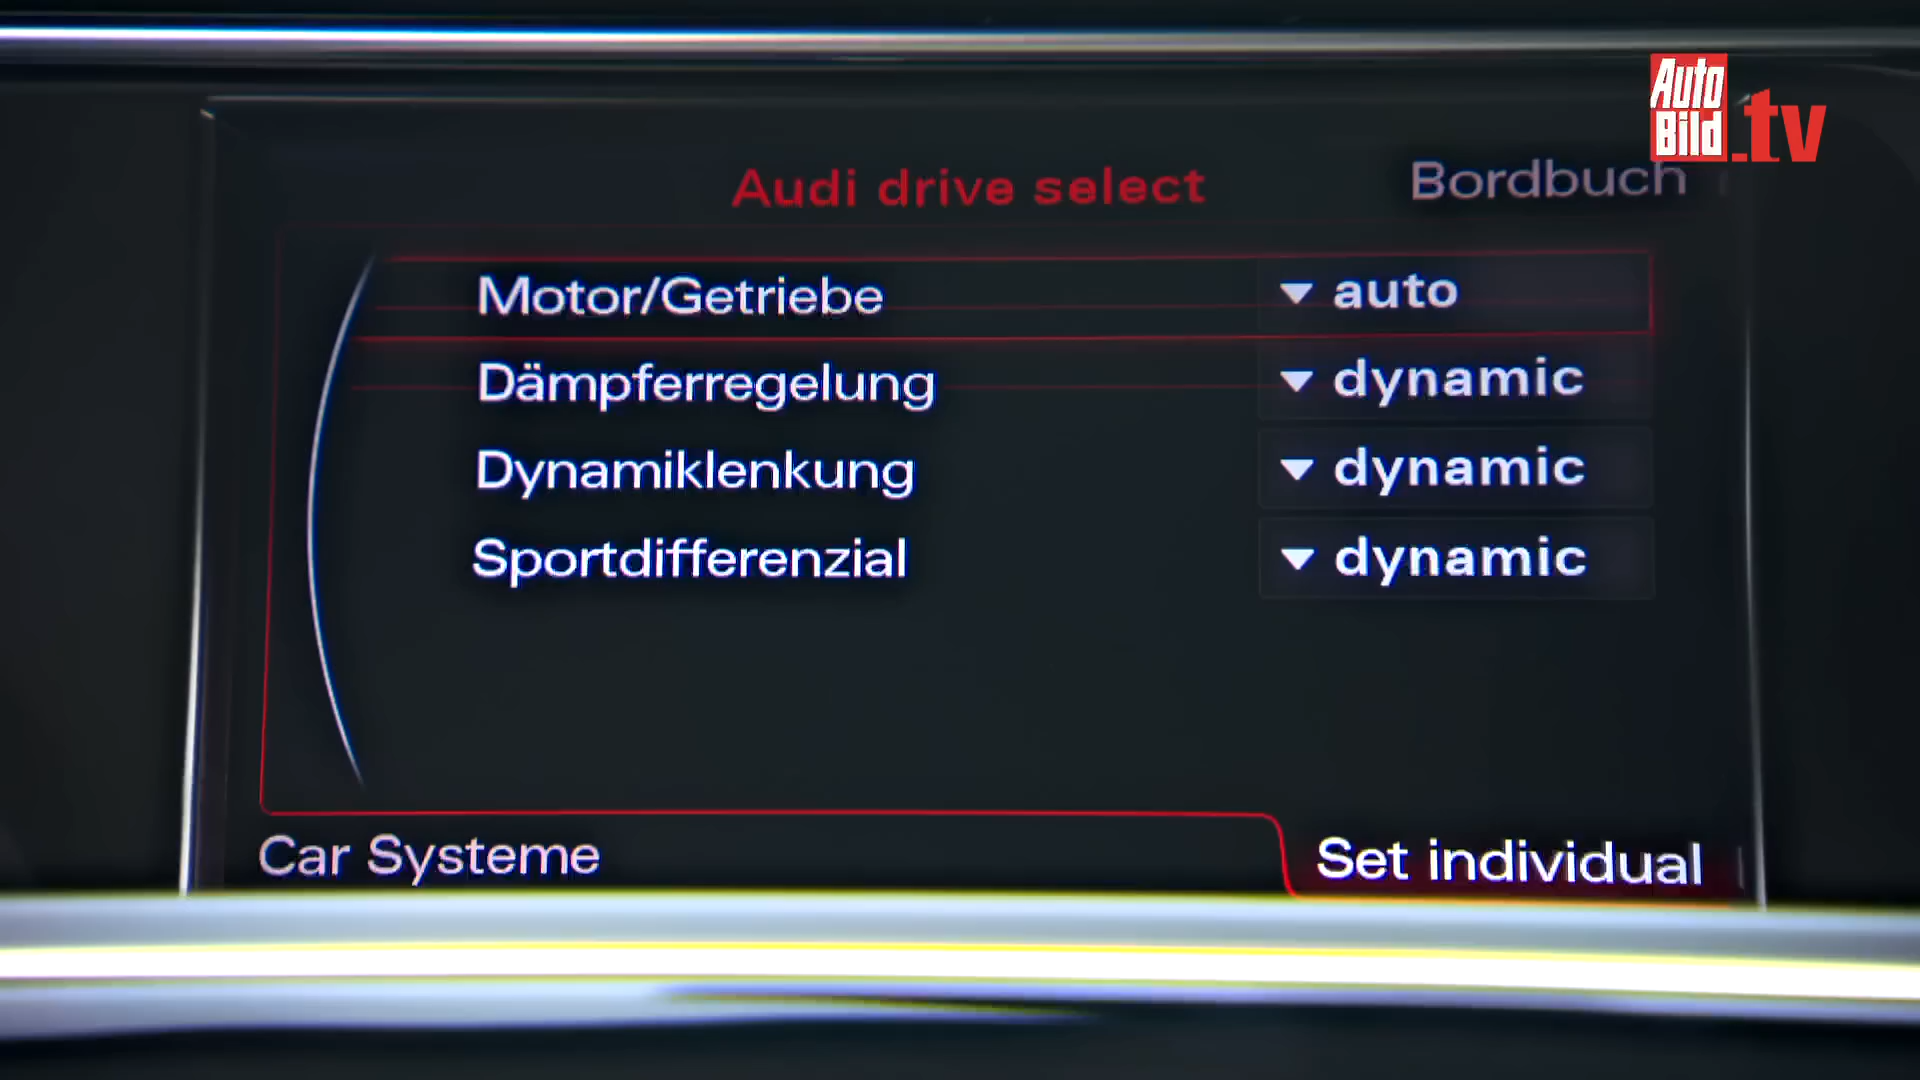 Auto
Bild
.tv
Audi drive select
Bordbuch
Motor/Getriebe auto
Dämpferregelung dynamic
Dynamiklenkung dynamic
Sportdifferenzial dynamic
Car Systeme
Set individual